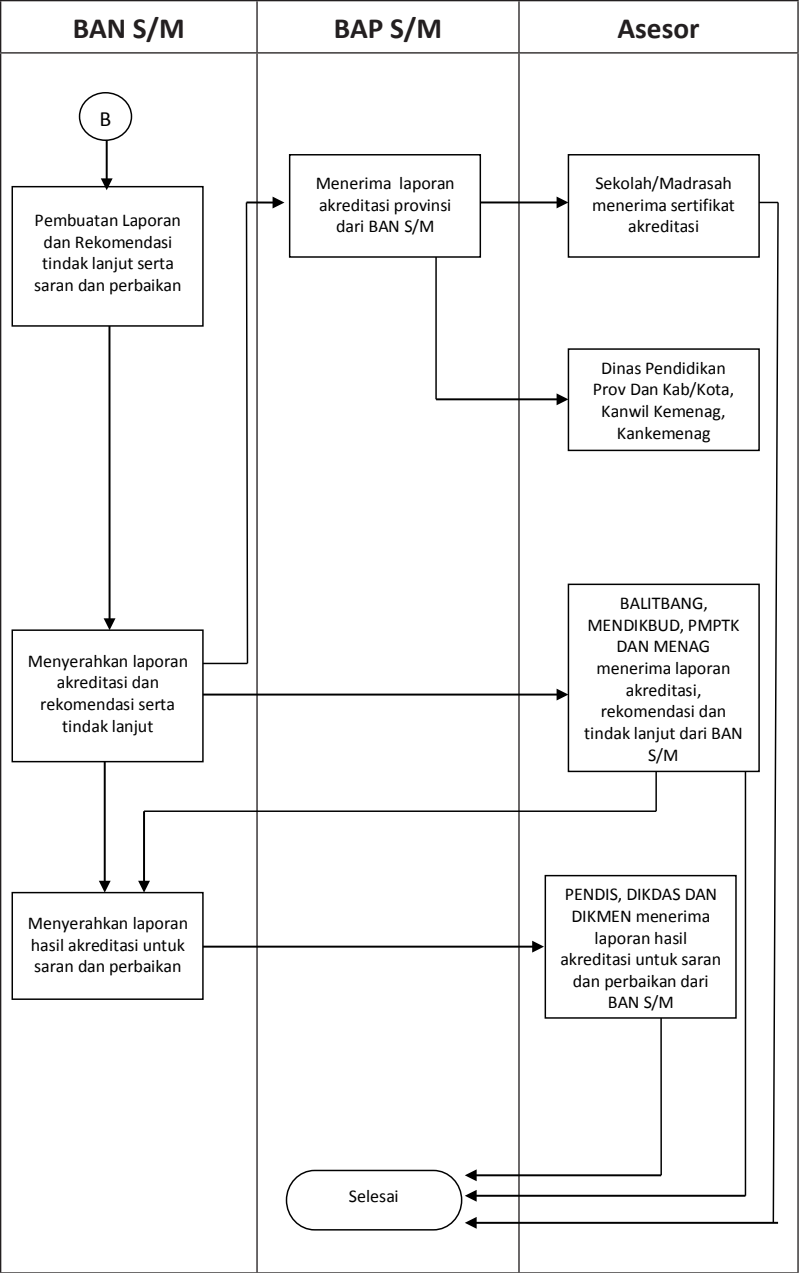 BAN S/M
BAP S/M
Asesor
B
Pembuatan Laporan
dan Rekomendasi
tindak lanjut serta
saran dan perbaikan
Menerima laporan
akreditasi provinsi
dari BAN S/M
Sekolah/Madrasah
menerima sertifikat
akreditasi
Dinas Pendidikan
Prov Dan Kab/Kota,
Kanwil Kemenag,
Kankemenag
Menyerahkan laporan
akreditasi dan
rekomendasi serta
tindak lanjut
BALITBANG,
MENDIKBUD, PMPTK
DAN MENAG
menerima laporan
akreditasi,
rekomendasi dan
tindak lanjut dari BAN
S/M
Menyerahkan laporan
hasil akreditasi untuk
saran dan perbaikan
PENDIS, DIKDAS DAN
DIKMEN menerima
laporan hasil
akreditasi untuk saran
dan perbaikan dari
BAN S/M
Selesai